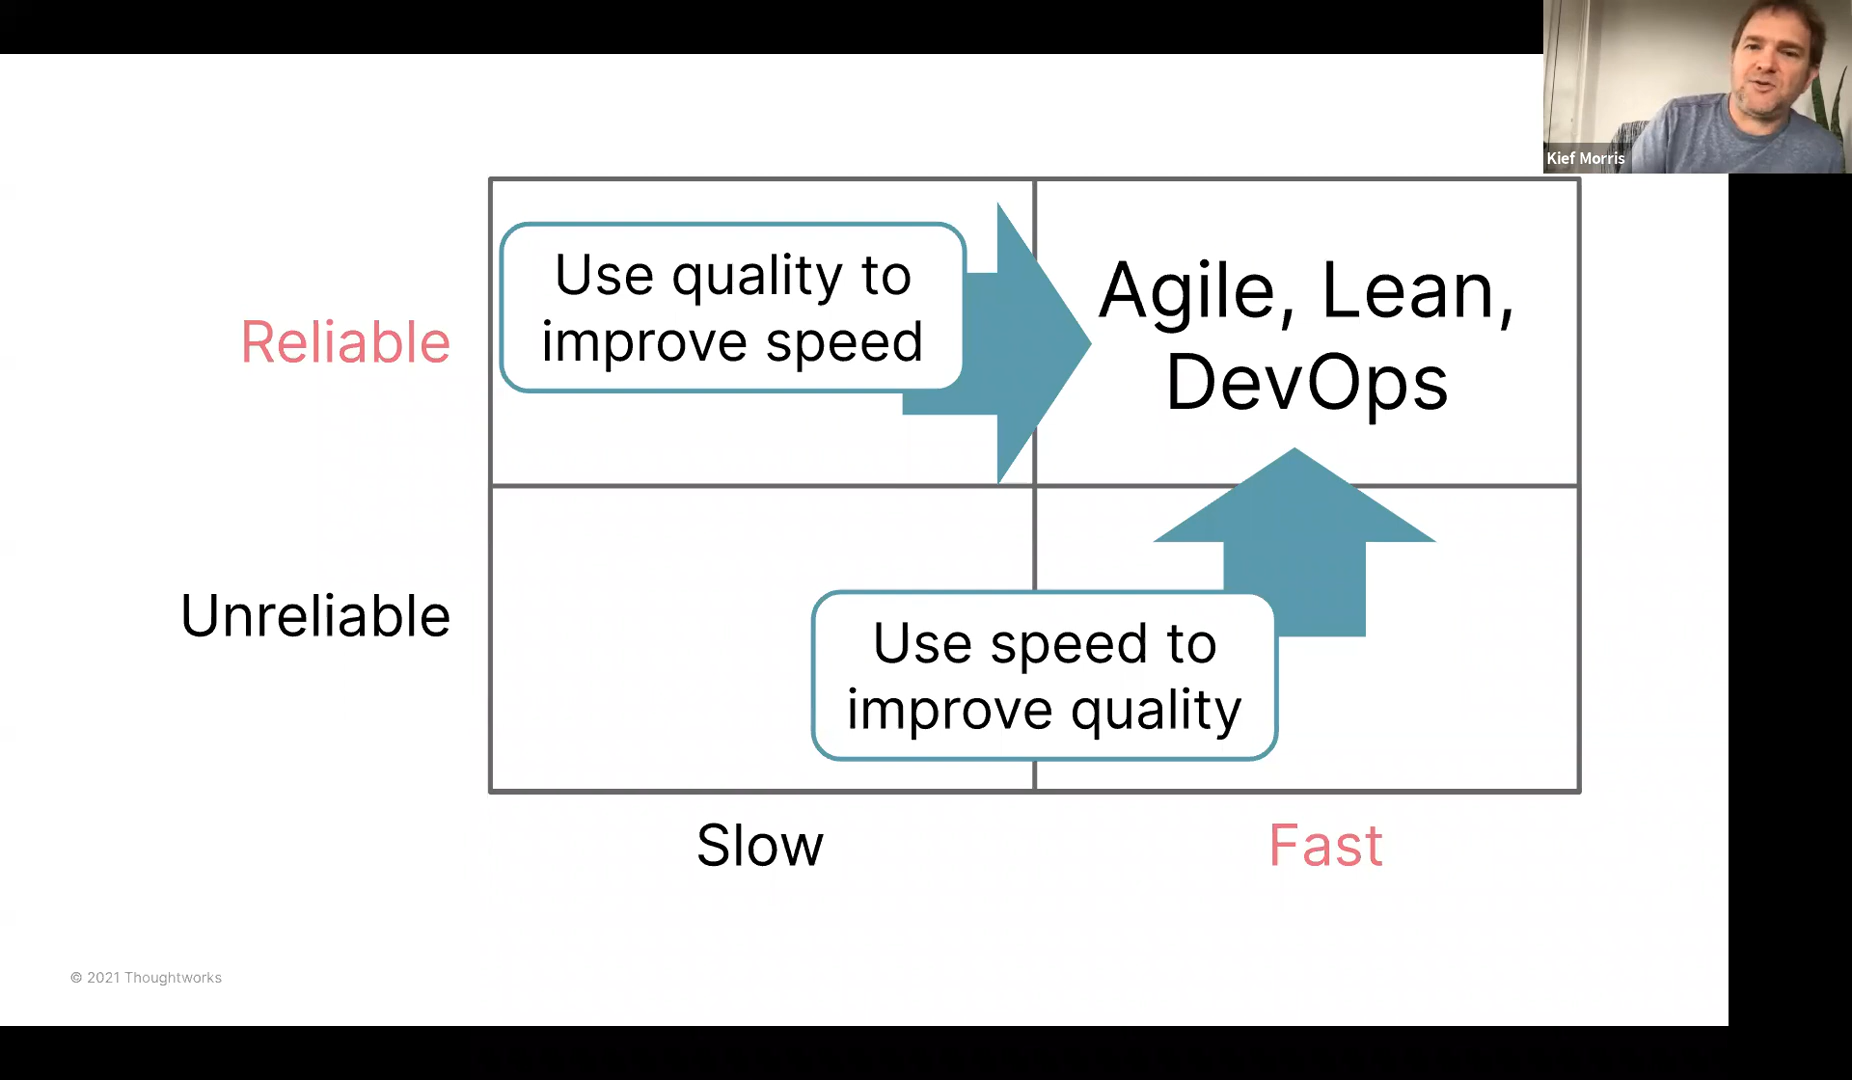 Kief Morris
Use quality to
improve speed
Agile, Lean,
DevOps
Reliable
Unreliable
Use speed to
improve quality
Slow
Fast
© 2021 Thoughtworks